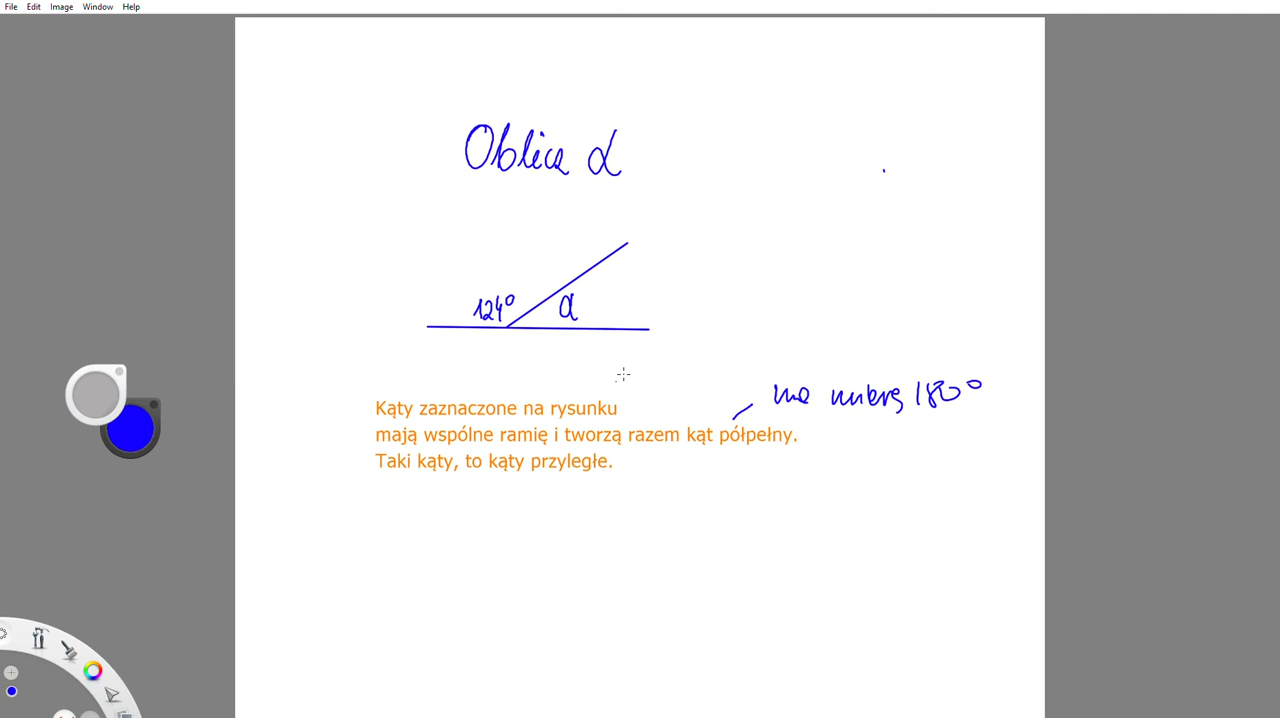 File Edit Image Window Help
Oblicz α
124° α
ma miarę 180°
Kąty zaznaczone na rysunku
mają wspólne ramię i tworzą razem kąt półpełny.
Taki kąty, to kąty przyległe.